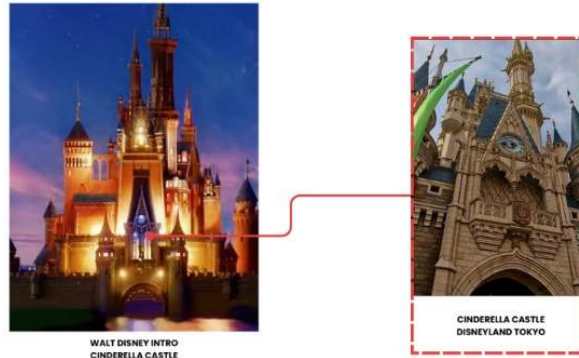 WALT DISNEY INTRO
CINDERELLA CASTLE
CINDERELLA CASTLE
DISNEYLAND TOKYO